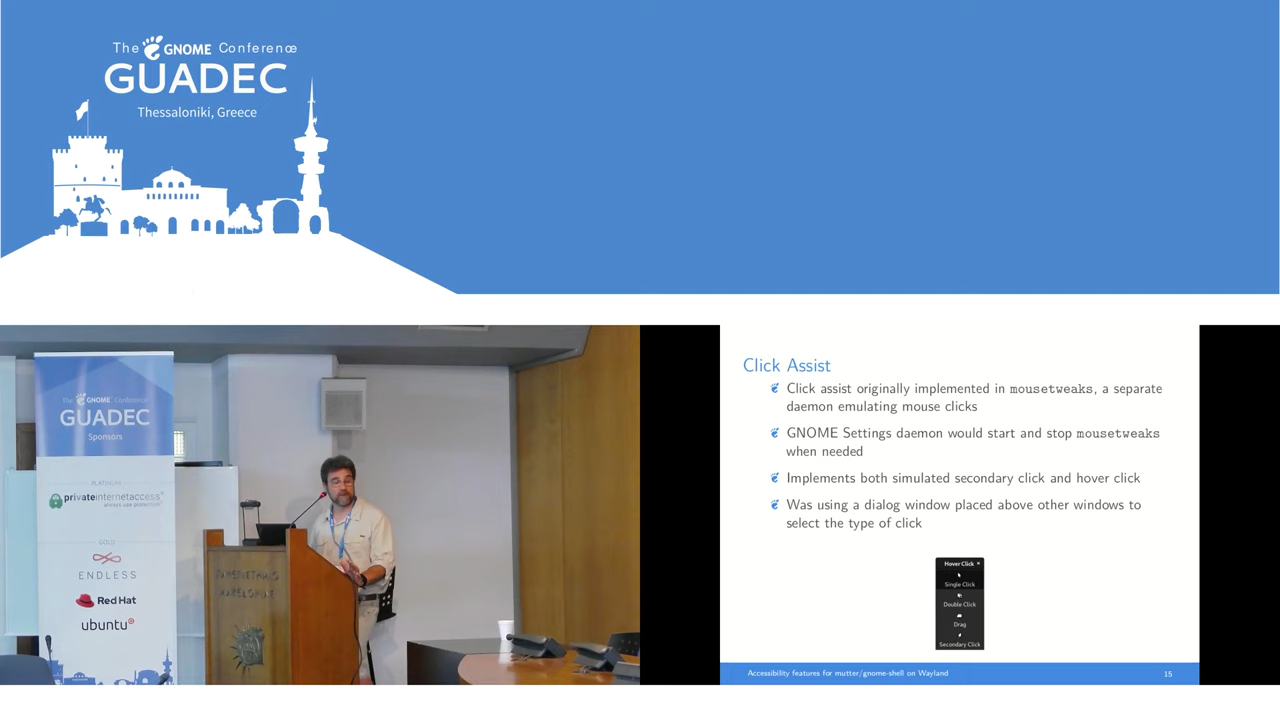 The GNOME Conference
GUADEC
Thessaloniki, Greece
The GNOME Conference
GUADEC
Sponsors
PLATINUM
privateinternetaccess
always use protection
GOLD
ENDLESS
Red Hat
ubuntu
Click Assist
Click assist originally implemented in mousetweaks, a separate
daemon emulating mouse clicks
GNOME Settings daemon would start and stop mousetweaks
when needed
Implements both simulated secondary click and hover click
Was using a dialog window placed above other windows to
select the type of click
Hover Click ×
Single Click
Double Click
Drag
Secondary Click
Accessibility features for mutter/gnome-shell on Wayland
15